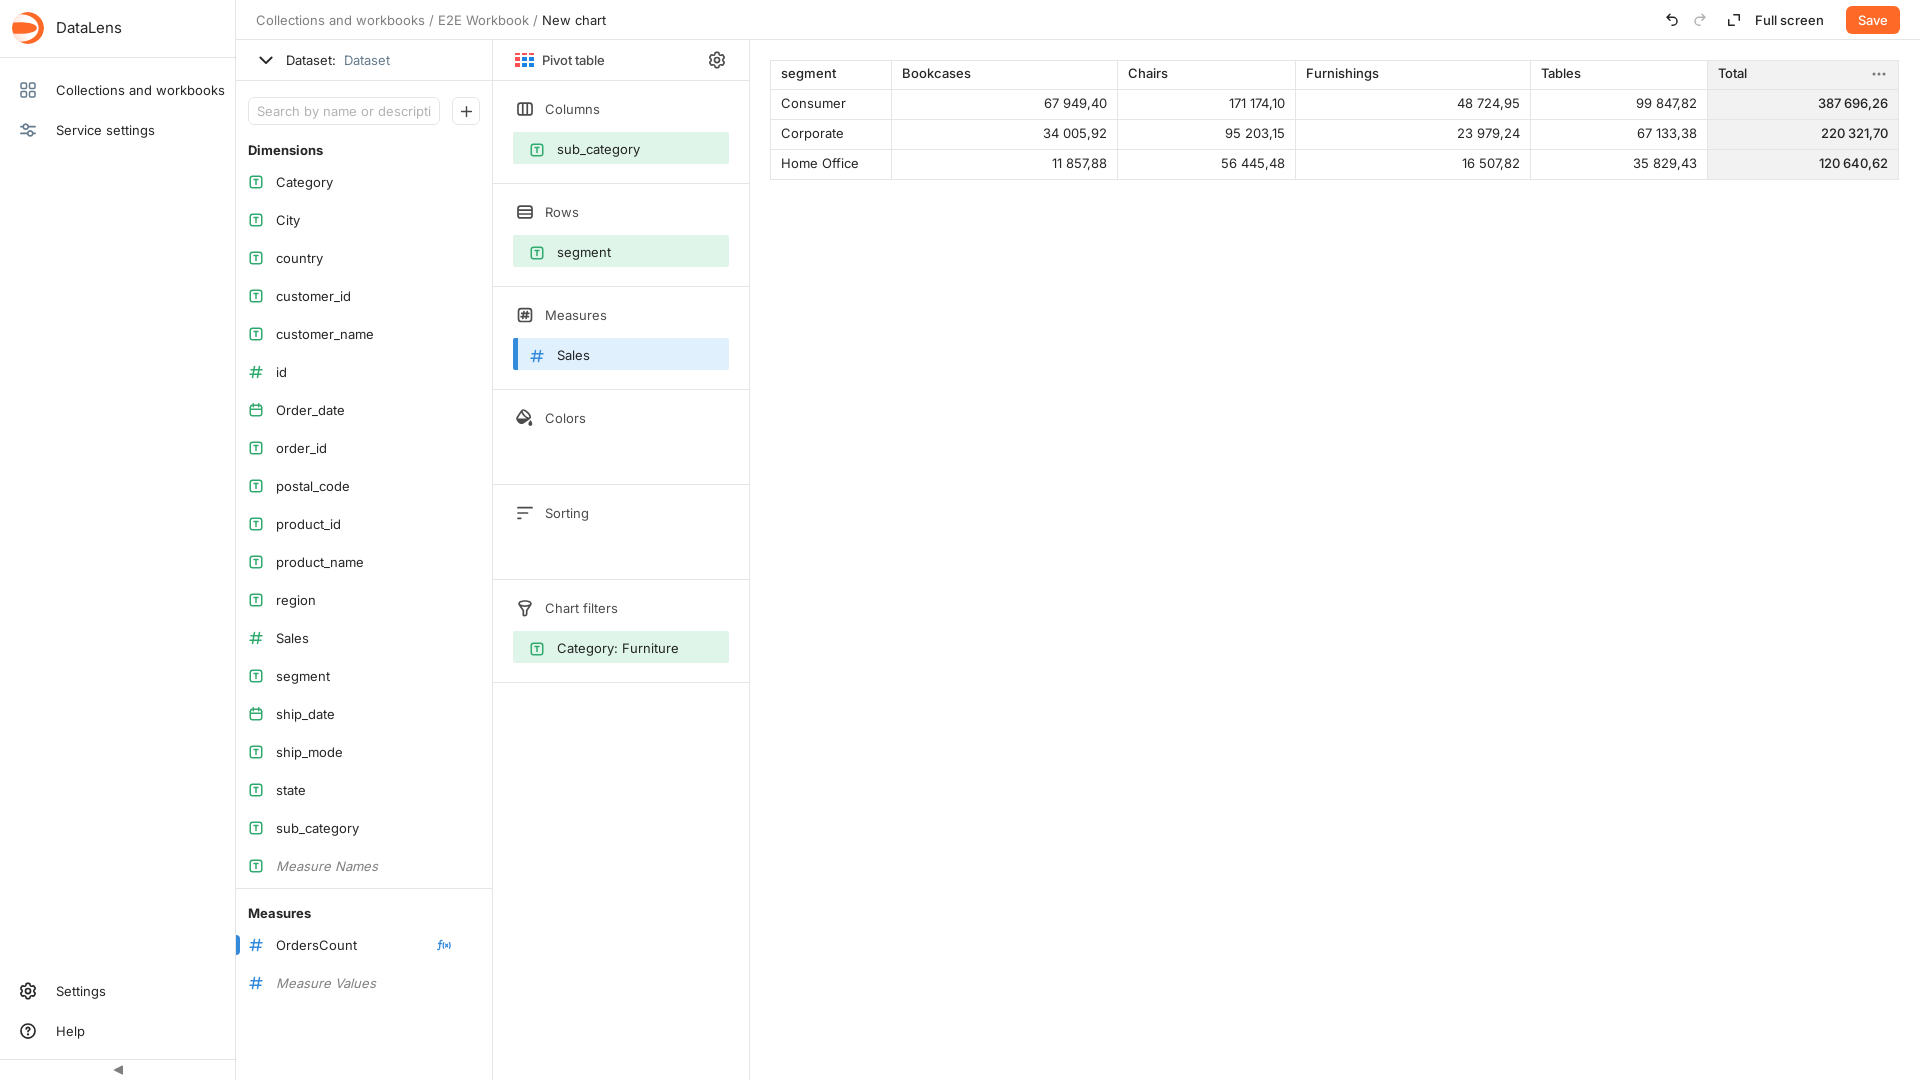 DataLens
Collections and workbooks
Service settings
Settings
Help
Collections and workbooks / E2E Workbook / New chart
Full screen
Save
Dataset: Dataset
Search by name or descripti
Dimensions
Category
City
country
customer_id
customer_name
id
Order_date
order_id
postal_code
product_id
product_name
region
Sales
segment
ship_date
ship_mode
state
sub_category
Measure Names
Measures
OrdersCount
Measure Values
Pivot table
Columns
sub_category
Rows
segment
Measures
Sales
Colors
Sorting
Chart filters
Category: Furniture
segment Bookcases Chairs Furnishings Tables Total
Consumer 67 949,40 171 174,10 48 724,95 99 847,82 387 696,26
Corporate 34 005,92 95 203,15 23 979,24 67 133,38 220 321,70
Home Office 11 857,88 56 445,48 16 507,82 35 829,43 120 640,62